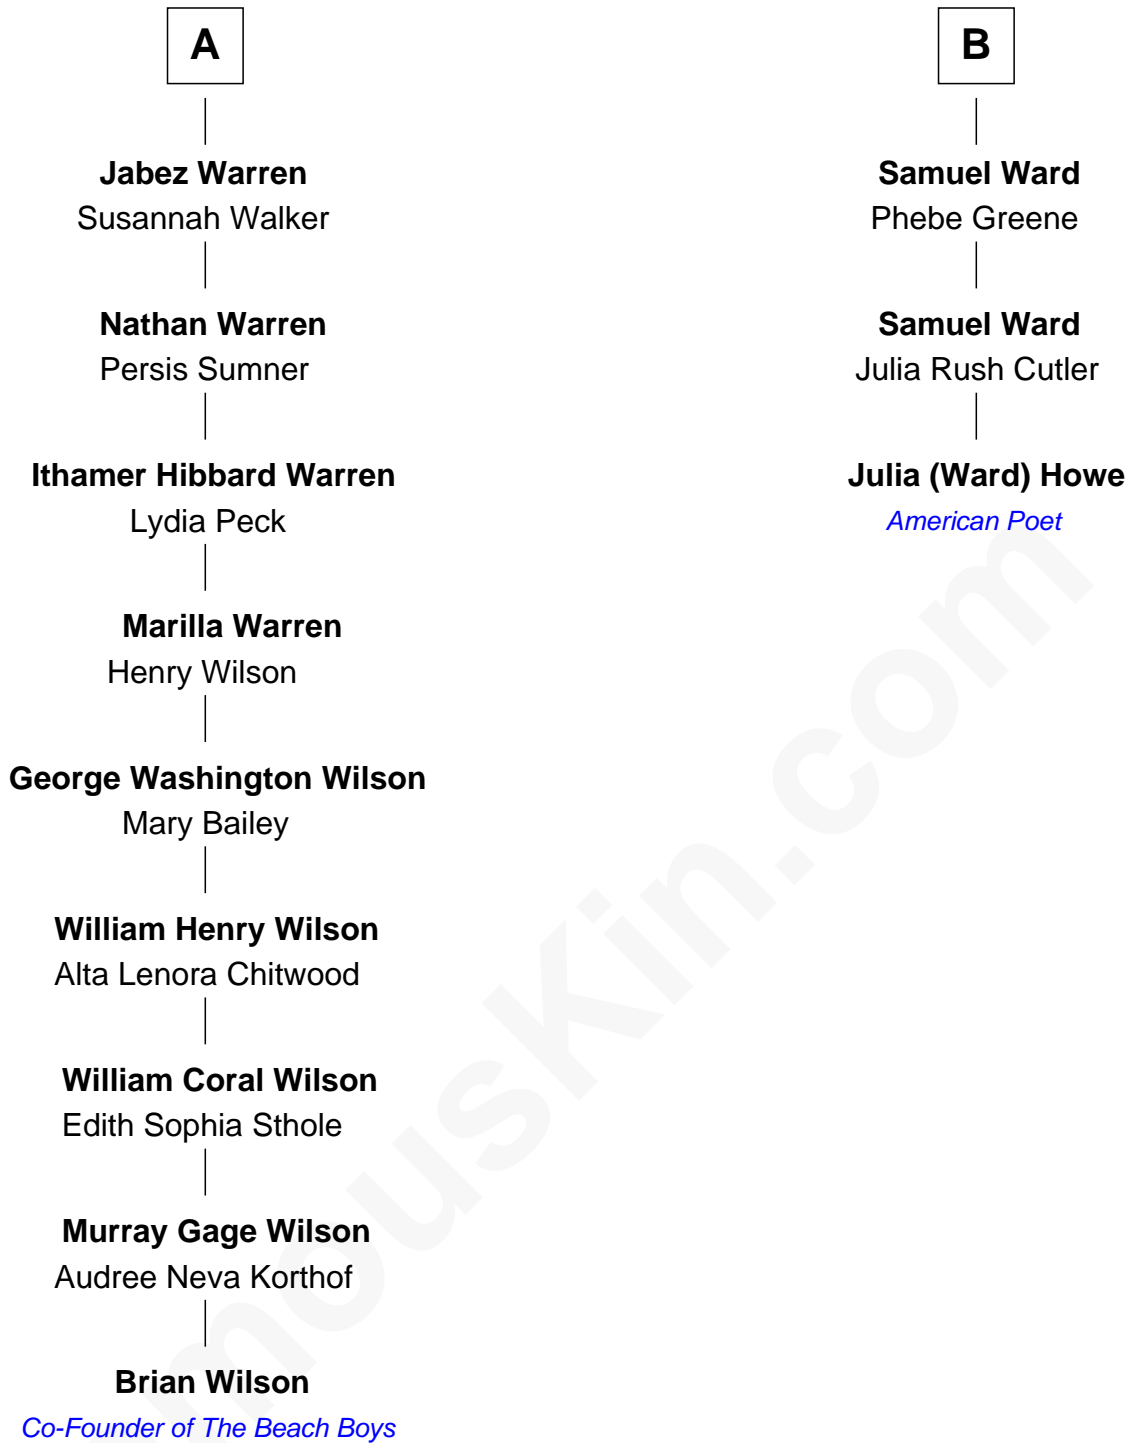 A
Jabez Warren
Susannah Walker
Nathan Warren
Persis Sumner
Ithamer Hibbard Warren
Lydia Peck
Marilla Warren
Henry Wilson
George Washington Wilson
Mary Bailey
William Henry Wilson
Alta Lenora Chitwood
William Coral Wilson
Edith Sophia Sthole
Murray Gage Wilson
Audree Neva Korthof
Brian Wilson
Co-Founder of The Beach Boys
B
Samuel Ward
Phebe Greene
Samuel Ward
Julia Rush Cutler
Julia (Ward) Howe
American Poet
mouskin.com